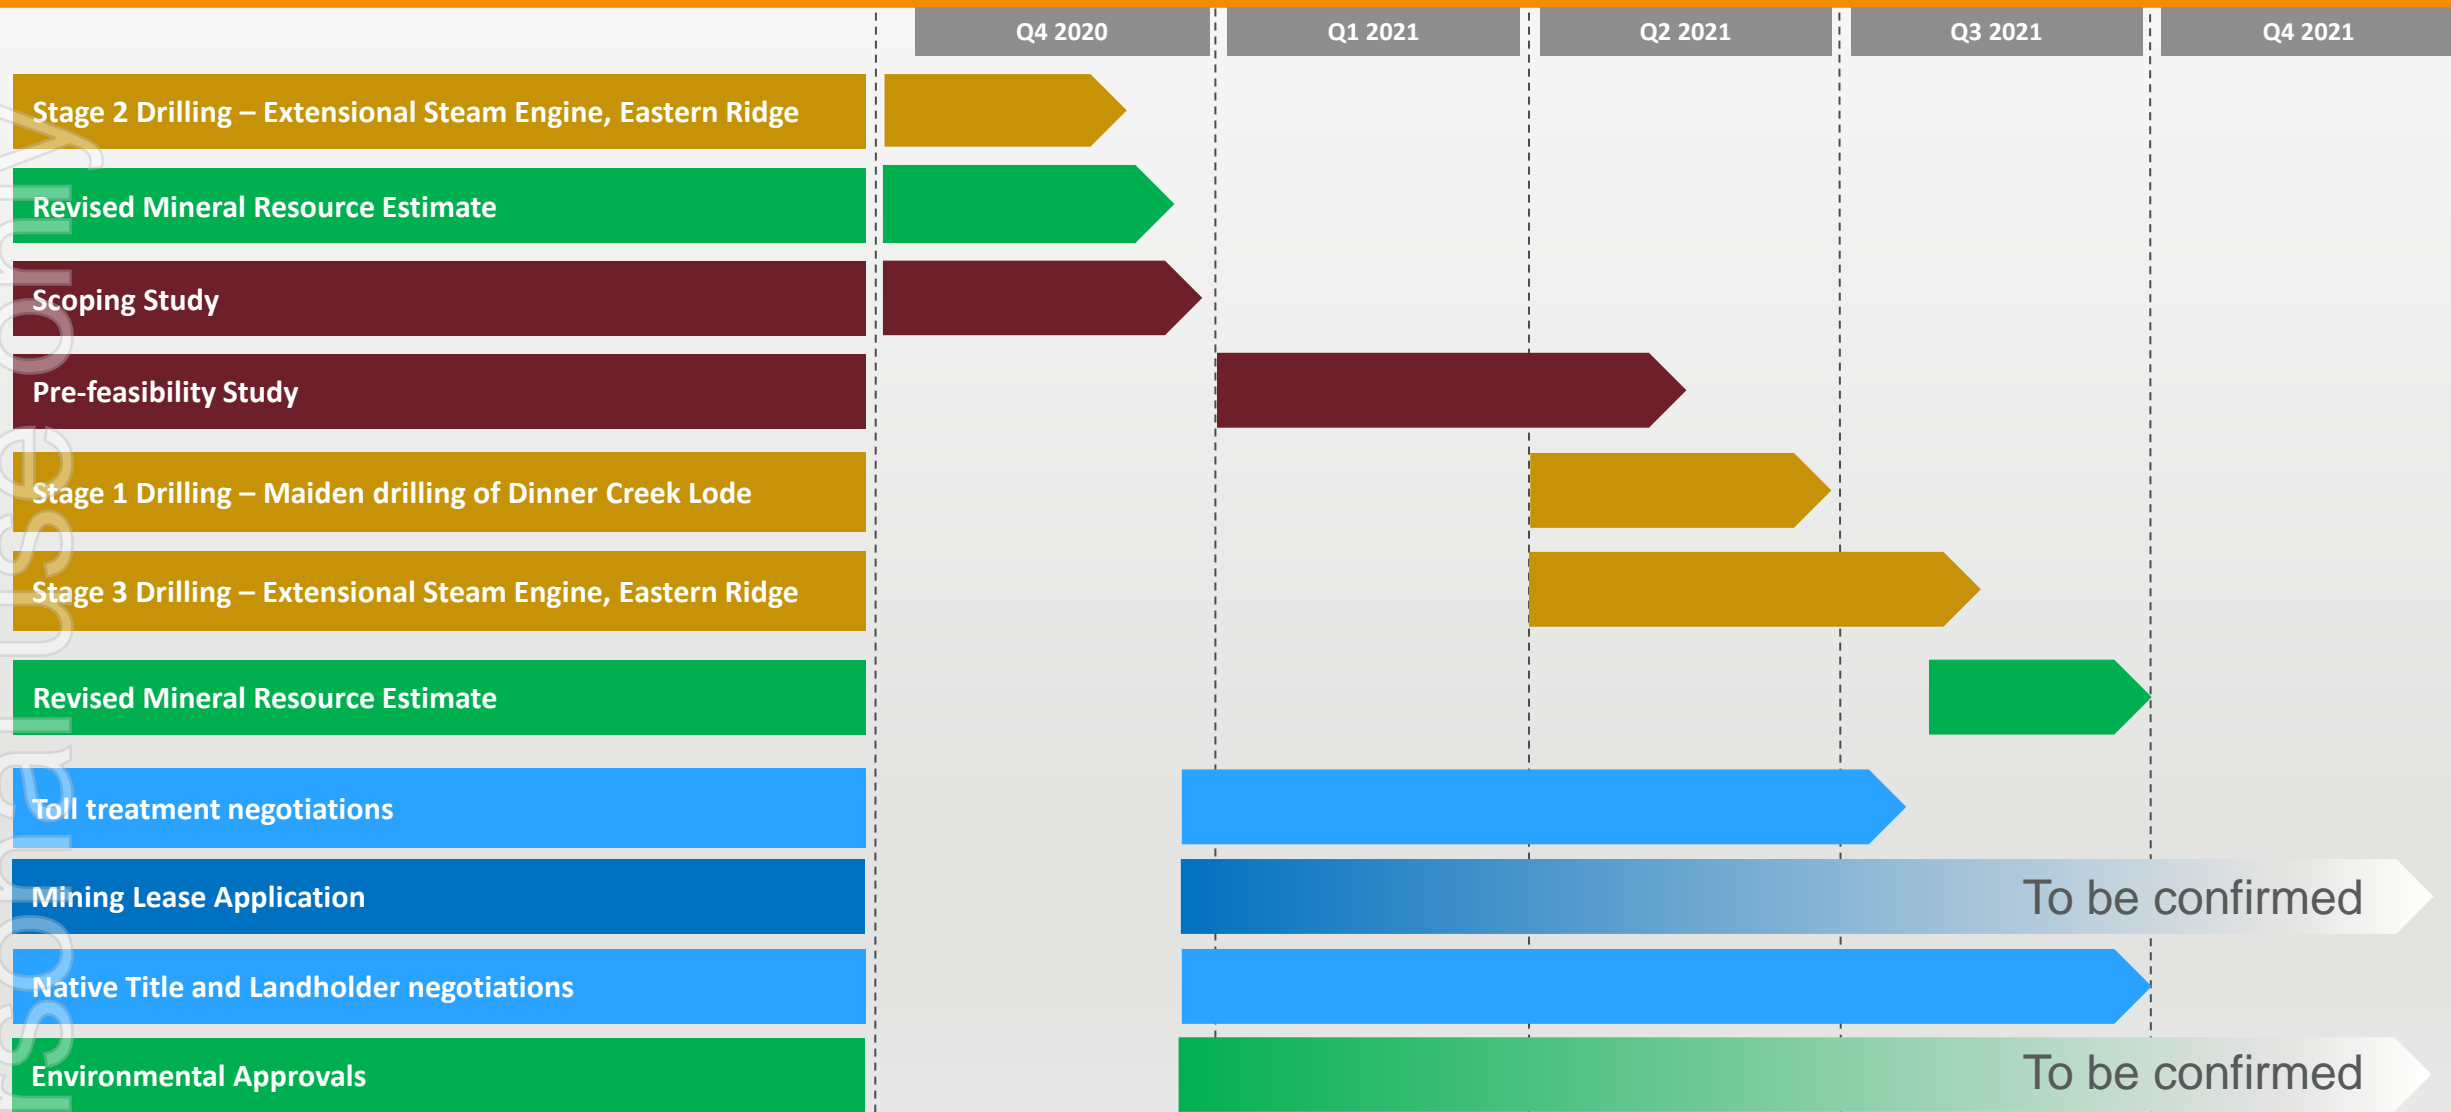 Q4 2020 Q1 2021 Q2 2021 Q3 2021 Q4 2021
Stage 2 Drilling – Extensional Steam Engine, Eastern Ridge
Revised Mineral Resource Estimate
Scoping Study
Pre-feasibility Study
Stage 1 Drilling – Maiden drilling of Dinner Creek Lode
Stage 3 Drilling – Extensional Steam Engine, Eastern Ridge
Revised Mineral Resource Estimate
Toll treatment negotiations
Mining Lease Application To be confirmed
Native Title and Landholder negotiations
Environmental Approvals To be confirmed
rsonal use only